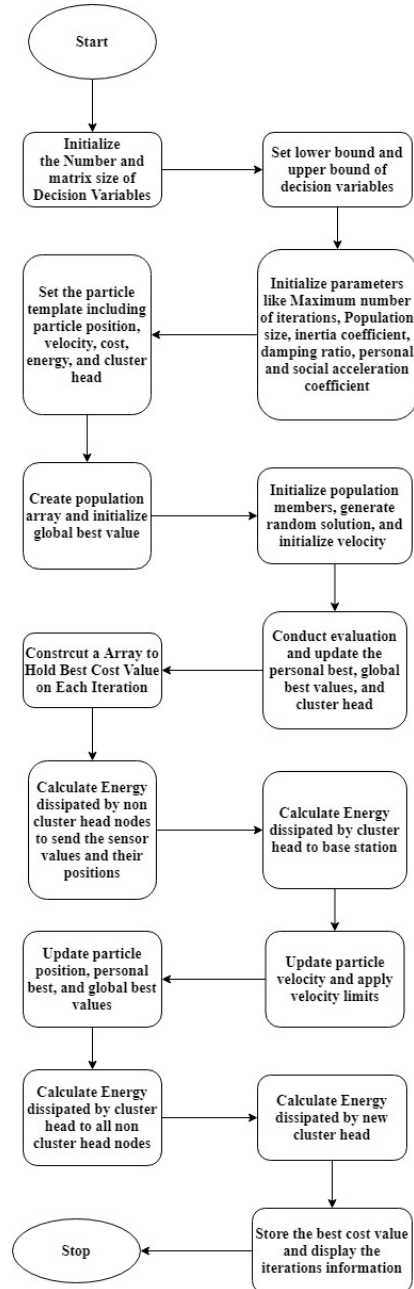 Start
Initialize
the Number and
matrix size of
Decision Variables
Set lower bound and
upper bound of
decision variables
Initialize parameters
like Maximum number
of iterations, Population
size, inertia coefficient,
damping ratio, personal
and social acceleration
coefficient
Set the particle
template including
particle position,
velocity, cost,
energy, and cluster
head
Create population
array and initialize
global best value
Initialize population
members, generate
random solution, and
initialize velocity
Conduct evaluation
and update the
personal best, global
best values, and
cluster head
Constrcut a Array to
Hold Best Cost Value
on Each Iteration
Calculate Energy
dissipated by non
cluster head nodes
to send the sensor
values and their
positions
Calculate Energy
dissipated by cluster
head to base station
Update particle
velocity and apply
velocity limits
Update particle
position, personal
best, and global best
values
Calculate Energy
dissipated by cluster
head to all non
cluster head nodes
Calculate Energy
dissipated by new
cluster head
Store the best cost value
and display the
iterations information
Stop